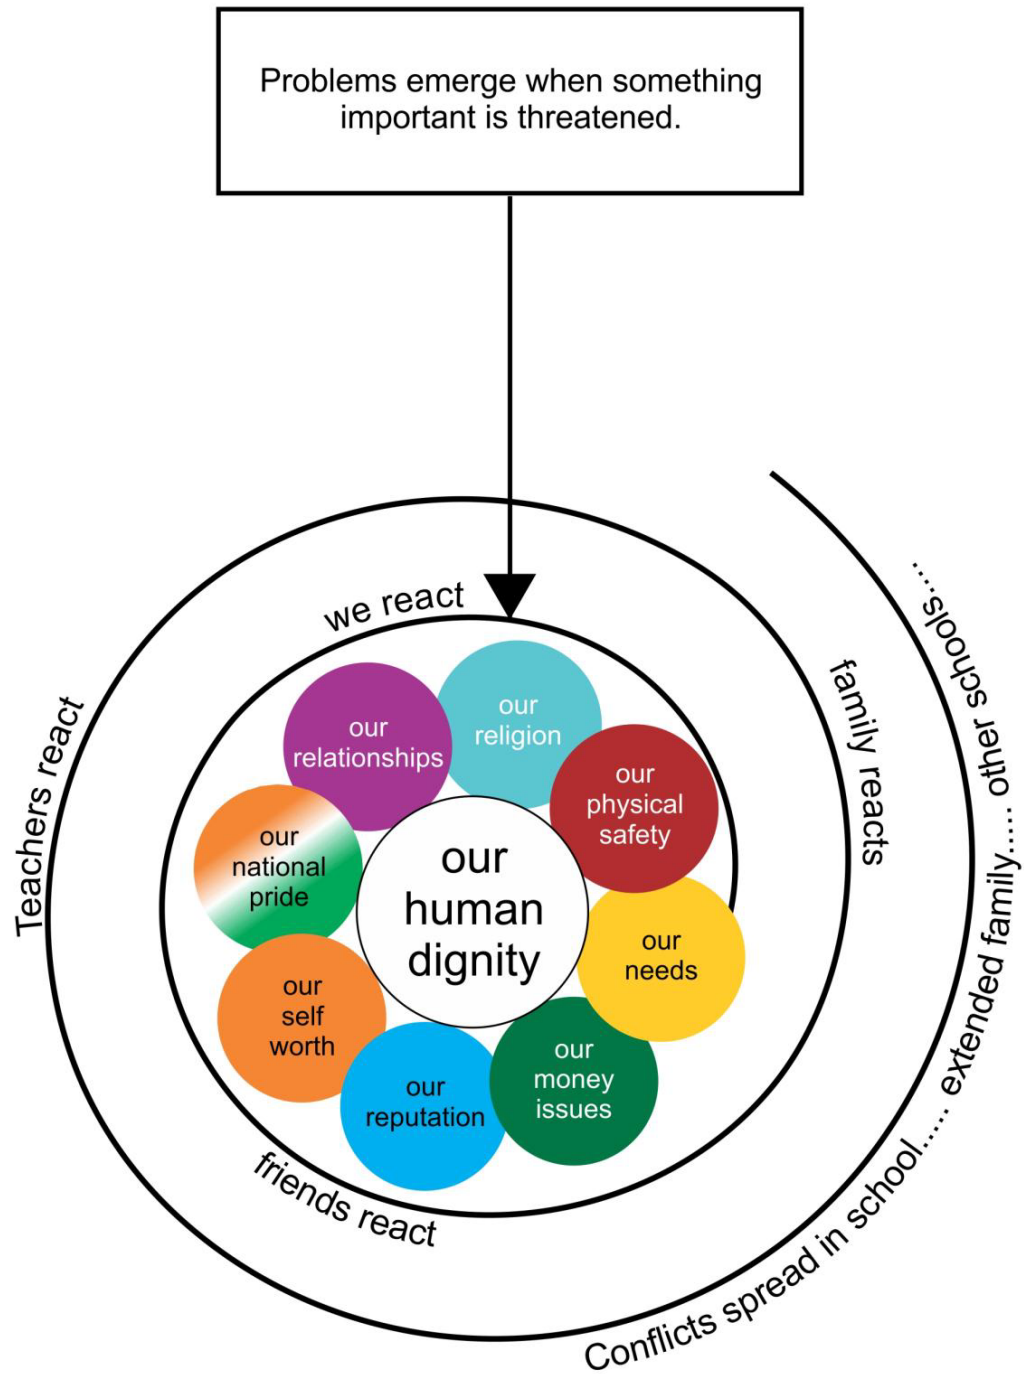 Problems emerge when something
important is threatened.
we react
family reacts
friends react
Teachers react
Conflicts spread in school..... extended family..... other schools.....
our
religion
our
physical
safety
our
needs
our
money
issues
our
reputation
our
self
worth
our
national
pride
our
relationships
our
human
dignity